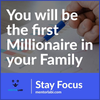 You will be
the first
Millionaire in
your Family
Stay Focus